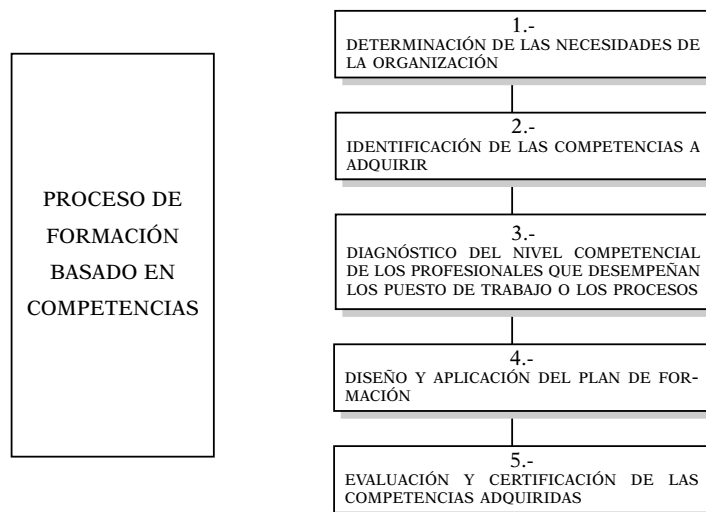 PROCESO DE
FORMACIÓN
BASADO EN
COMPETENCIAS
1.-
DETERMINACIÓN DE LAS NECESIDADES DE
LA ORGANIZACIÓN
2.-
IDENTIFICACIÓN DE LAS COMPETENCIAS A
ADQUIRIR
3.-
DIAGNÓSTICO DEL NIVEL COMPETENCIAL
DE LOS PROFESIONALES QUE DESEMPEÑAN
LOS PUESTO DE TRABAJO O LOS PROCESOS
4.-
DISEÑO Y APLICACIÓN DEL PLAN DE FOR-
MACIÓN
5.-
EVALUACIÓN Y CERTIFICACIÓN DE LAS
COMPETENCIAS ADQUIRIDAS